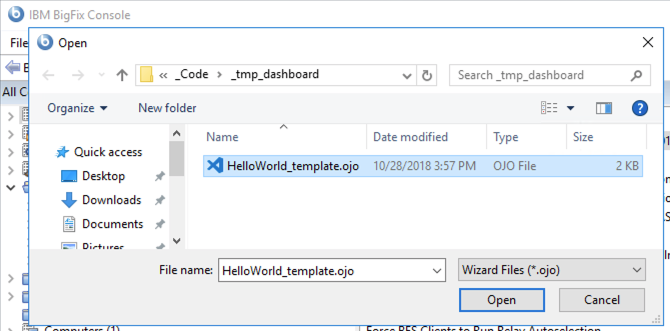 IBM BigFix Console
File
Open
« _Code > _tmp_dashboard
Search _tmp_dashboard
All C
Organize
New folder
Name Date modified Type Size
Quick access
HelloWorld_template.ojo 10/28/2018 3:57 PM OJO File 2 KB
Desktop
Downloads
Documents
Pictures
File name: HelloWorld_template.ojo Wizard Files (*.ojo)
Open Cancel
Computers (1) Force BES Clients to Run Relay Autoselection